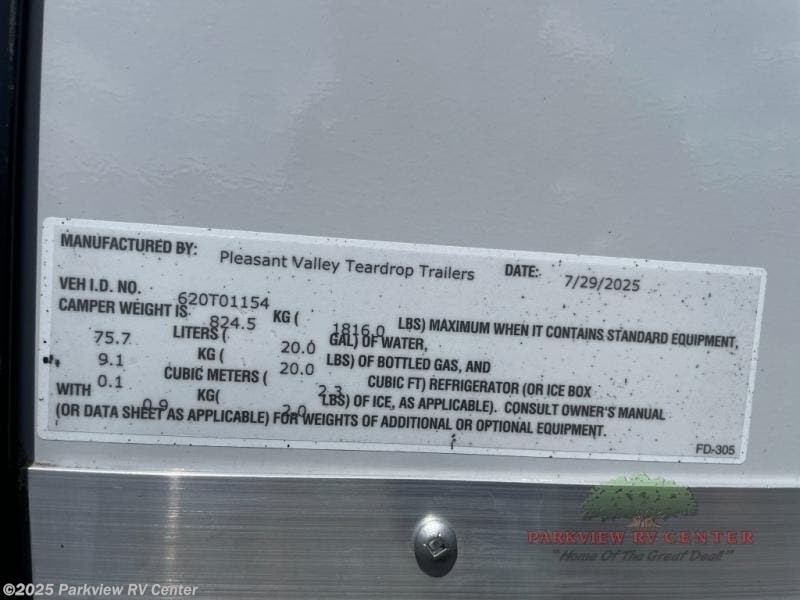 MANUFACTURED BY: Pleasant Valley Teardrop Trailers DATE: 7/29/2025
VEH I.D. NO. 620T01154
CAMPER WEIGHT IS 824.5 KG ( 1816.0 LBS) MAXIMUM WHEN IT CONTAINS STANDARD EQUIPMENT,
75.7 LITERS ( 20.0 GAL) OF WATER,
9.1 KG ( 20.0 LBS) OF BOTTLED GAS, AND
0.1 CUBIC METERS ( 2.3 CUBIC FT) REFRIGERATOR (OR ICE BOX
WITH 0.9 KG( 2.0 LBS) OF ICE, AS APPLICABLE). CONSULT OWNER'S MANUAL
(OR DATA SHEET AS APPLICABLE) FOR WEIGHTS OF ADDITIONAL OR OPTIONAL EQUIPMENT.
FD-305
PARKVIEW RV CENTER
"Home Of The Great Deal!"
©2025 Parkview RV Center